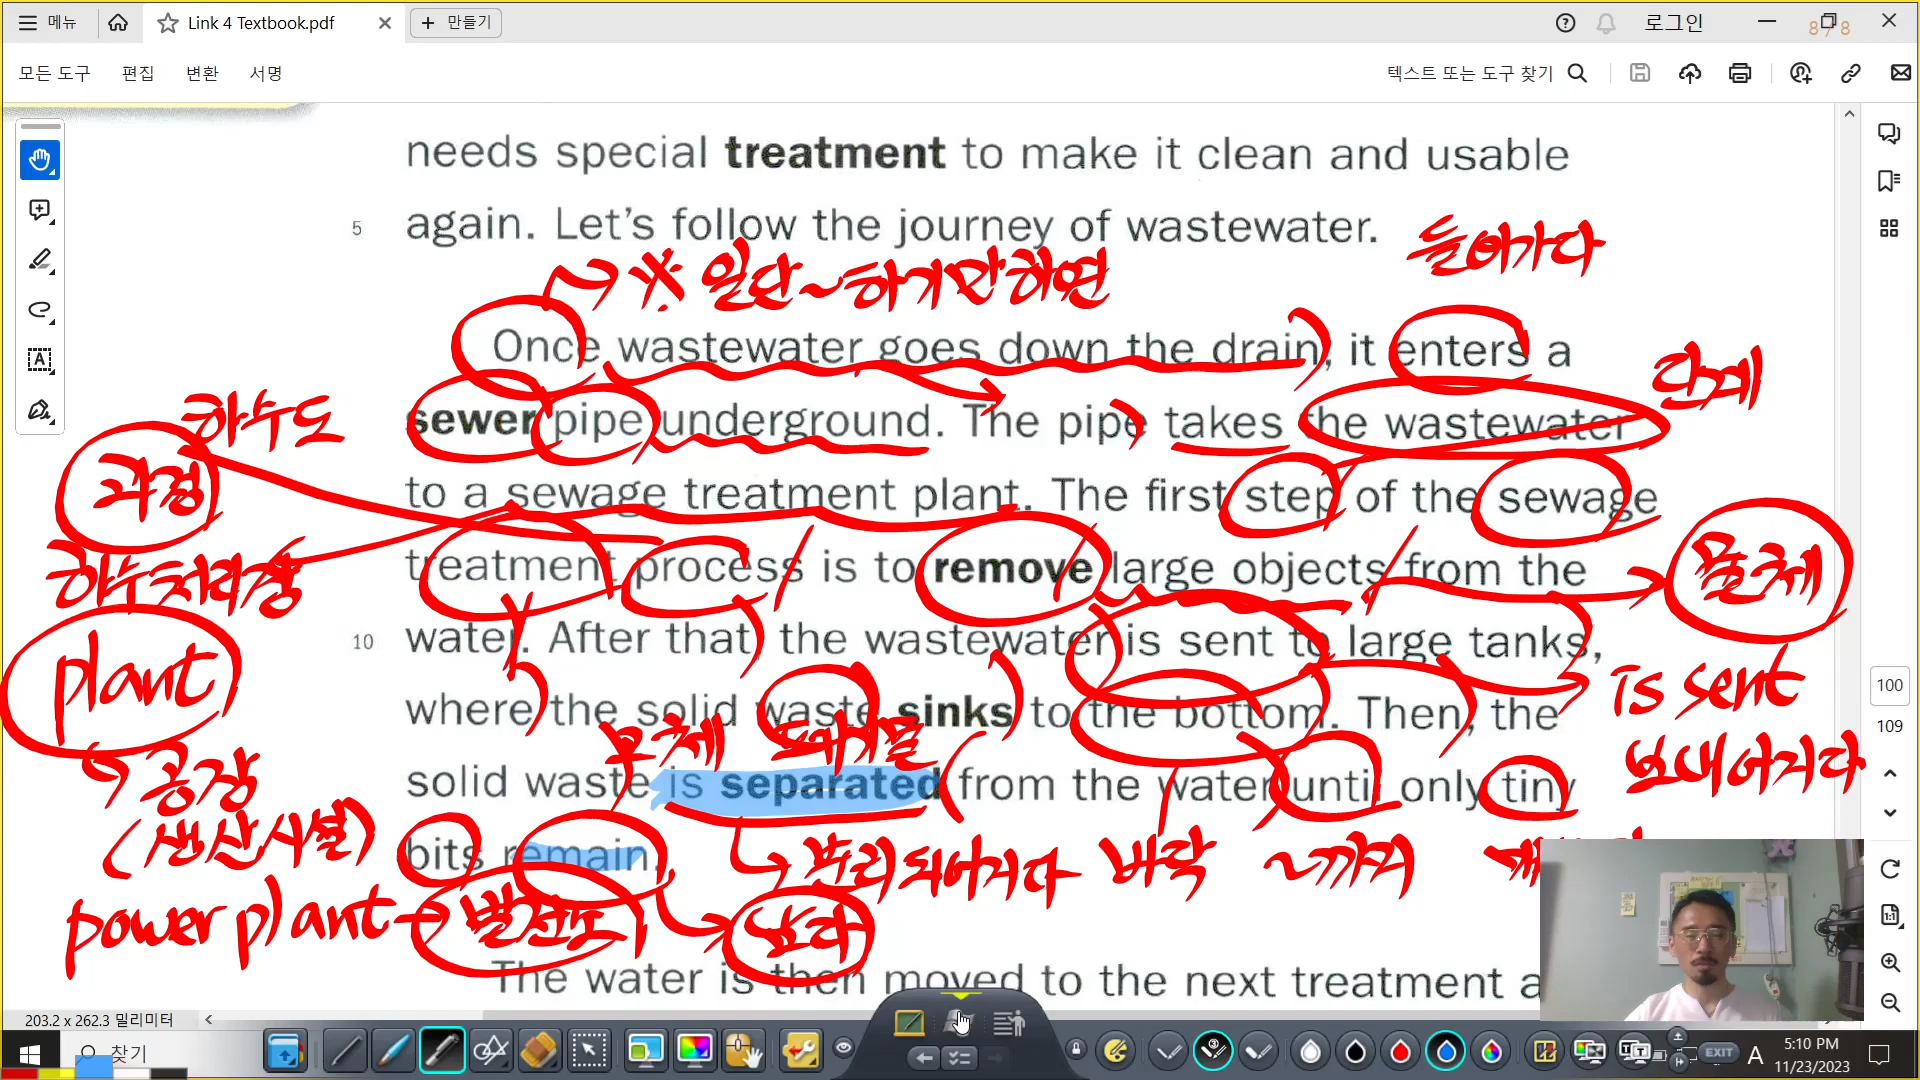 메뉴
Link 4 Textbook.pdf
만들기
로그인
8 / 8
모든 도구 편집 변환 서명
텍스트 또는 도구 찾기
needs special treatment to make it clean and usable
5 again. Let's follow the journey of wastewater.
들어가다
※ 일단~하기만하면
Once wastewater goes down the drain, it enters a
단계
하수도
sewer pipe underground. The pipe takes the wastewater
과정
to a sewage treatment plant. The first step of the sewage
하수처리장
treatment process is to remove large objects from the
물체
10 water. After that, the wastewater is sent to large tanks,
plant
is sent
where the solid waste sinks to the bottom. Then, the
고체 폐기물
보내어지다
공장
solid waste is separated from the water until only tiny
(생산시설)
bits remain.
분리되어지다 바닥 ~까지
power plant → 발전소
남다
The water is then moved to the next treatment a
100
109
203.2 x 262.3 밀리미터
찾기
EXIT
A
5:10 PM
11/23/2023